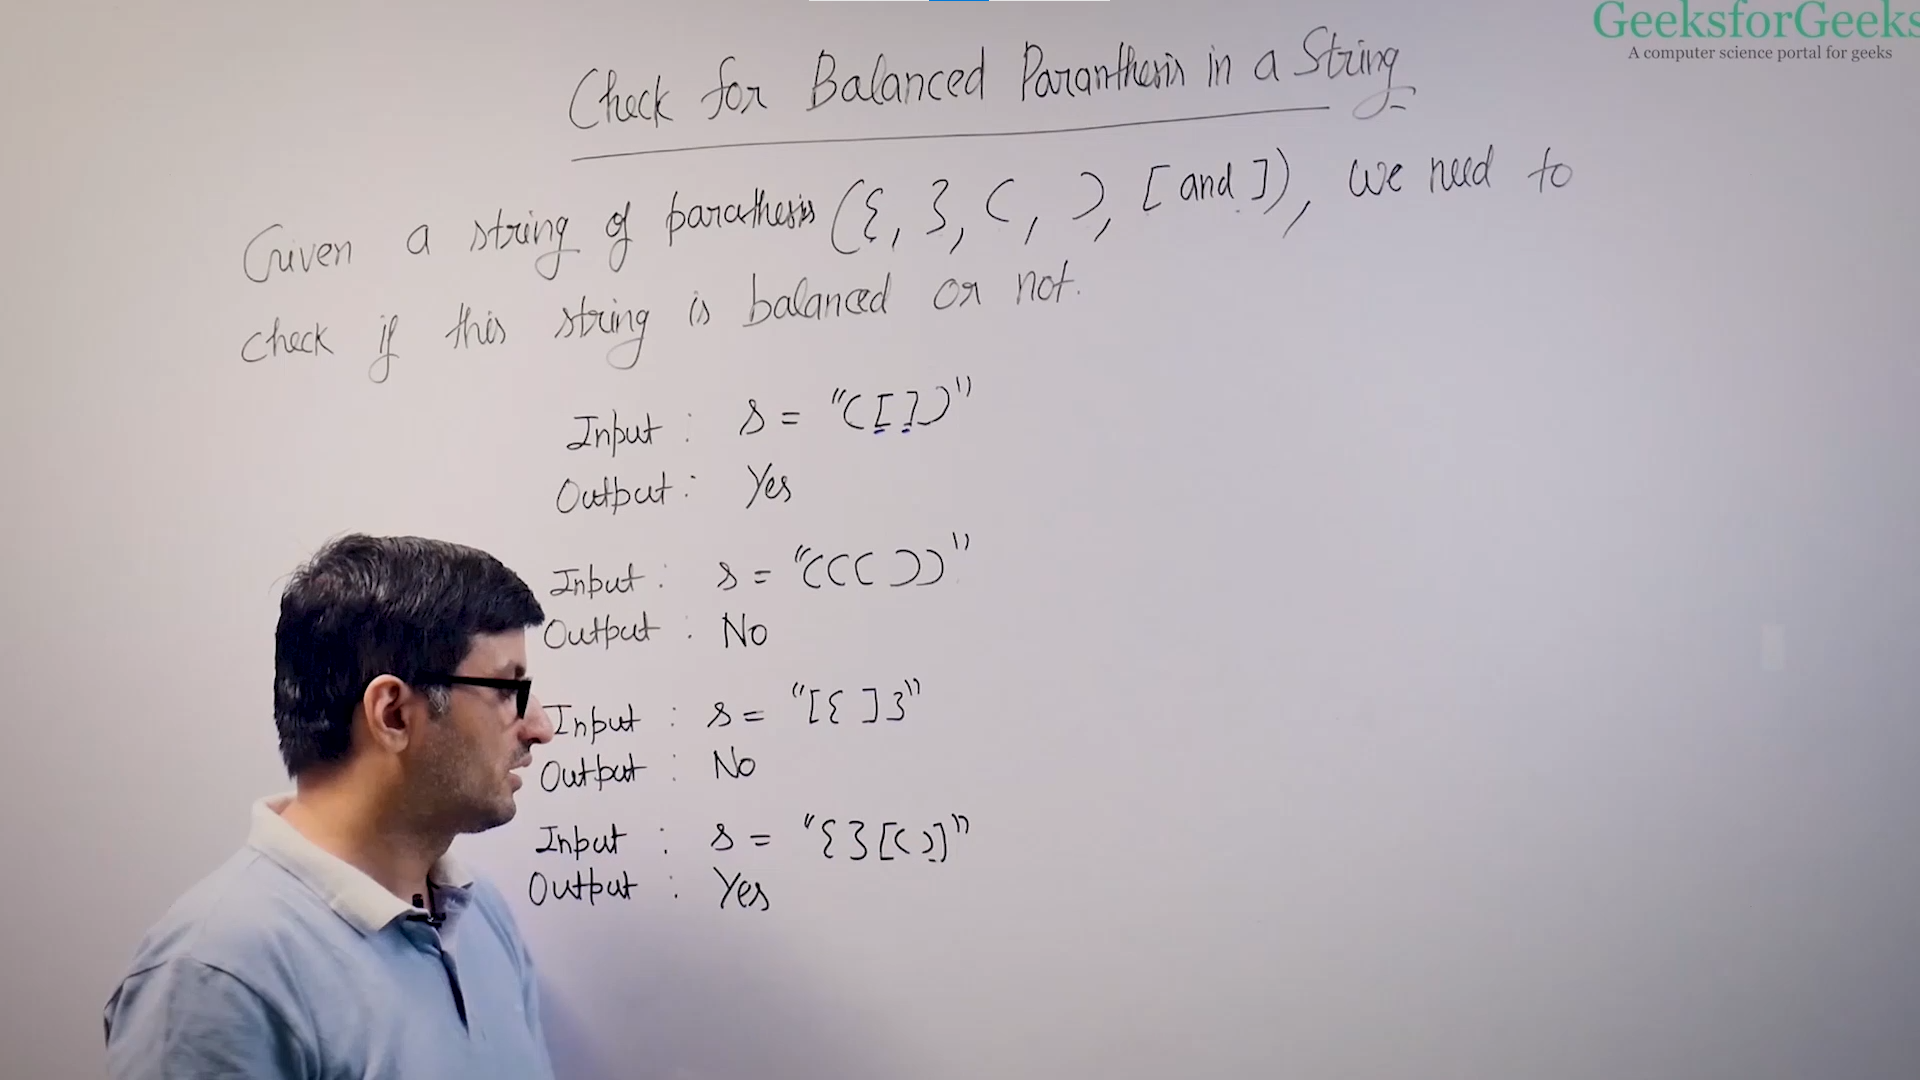 GeeksforGeeks
A computer science portal for geeks
Check for Balanced Paranthesis in a String
Given a string of parathesis ({, }, (, ), [ and ]), we need to
check if this string is balanced or not.
Input : s = "([])"
Output : Yes
Input : s = "((( ))"
Output : No
Input : s = "[{ ]}"
Output : No
Input : s = "{}[( )]"
Output : Yes